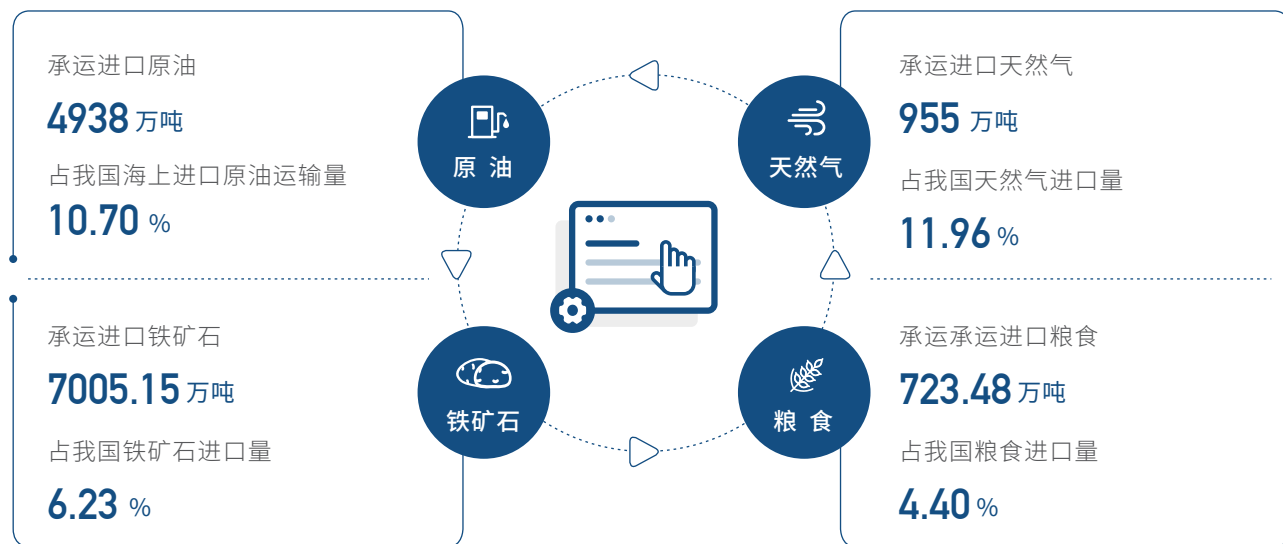 承运进口原油
4938 万吨
占我国海上进口原油运输量
10.70 %
原 油
天然气
承运进口天然气
955 万吨
占我国天然气进口量
11.96 %
承运进口铁矿石
7005.15 万吨
占我国铁矿石进口量
6.23 %
铁矿石
粮 食
承运承运进口粮食
723.48 万吨
占我国粮食进口量
4.40 %